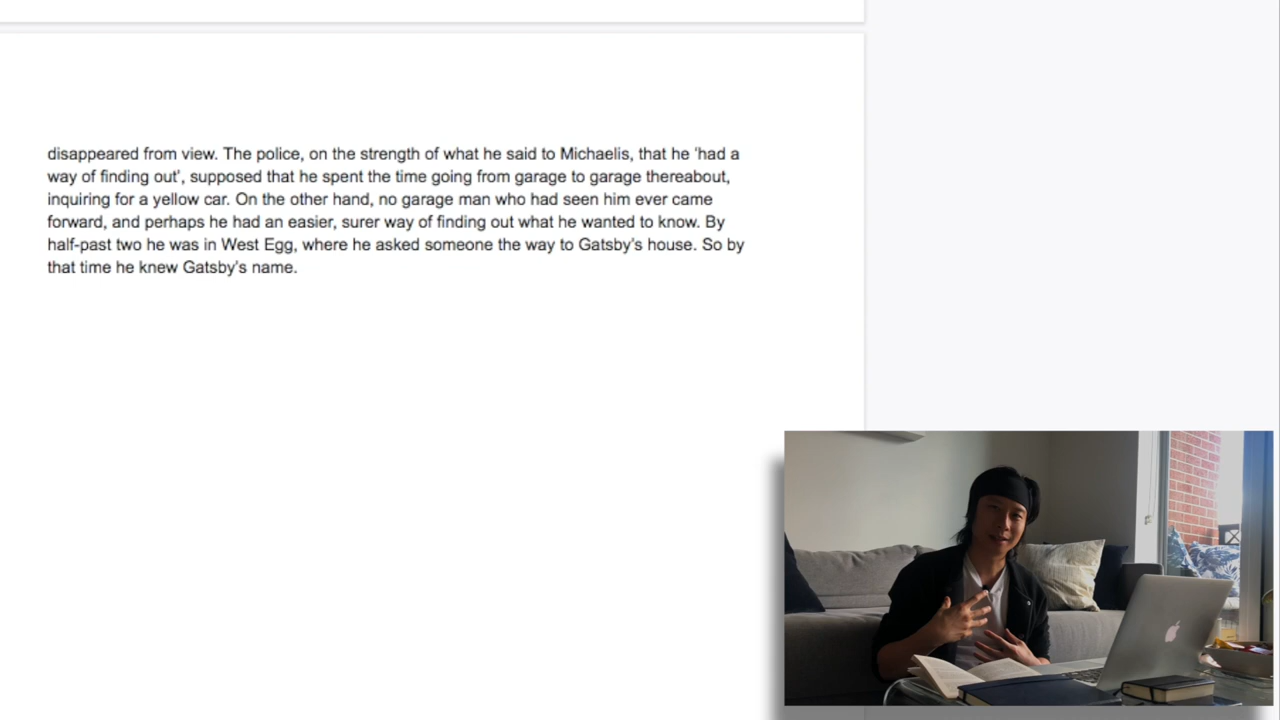 disappeared from view. The police, on the strength of what he said to Michaelis, that he 'had a
way of finding out', supposed that he spent the time going from garage to garage thereabout,
inquiring for a yellow car. On the other hand, no garage man who had seen him ever came
forward, and perhaps he had an easier, surer way of finding out what he wanted to know. By
half-past two he was in West Egg, where he asked someone the way to Gatsby's house. So by
that time he knew Gatsby's name.